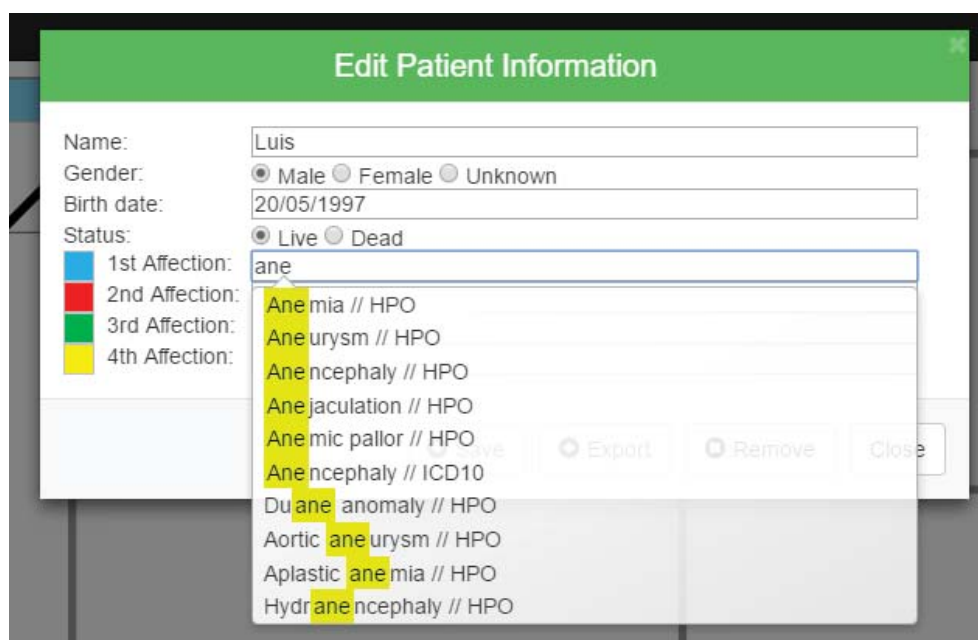 Edit Patient Information
Name: Luis
Gender: Male Female Unknown
Birth date: 20/05/1997
Status: Live Dead
1st Affection: ane
2nd Affection:
3rd Affection:
4th Affection:
Anemia // HPO
Aneurysm // HPO
Anencephaly // HPO
Anejaculation // HPO
Anemic pallor // HPO
Anencephaly // ICD10
Duane anomaly // HPO
Aortic aneurysm // HPO
Aplastic anemia // HPO
Hydranencephaly // HPO
Save Export Remove Close